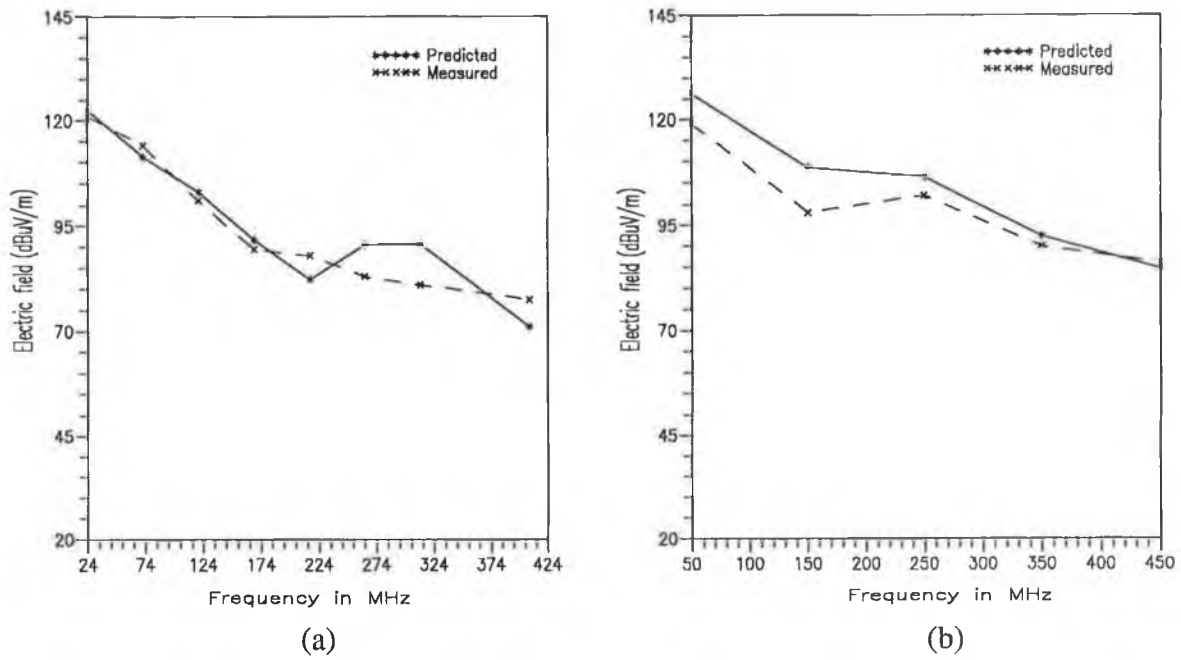 145
120
95
70
45
20
Electric field (dBuV/m)
Predicted
Measured
24 74 124 174 224 274 324 374 424
Frequency in MHz
(a)
145
120
95
70
45
20
Electric field (dBuV/m)
Predicted
Measured
50 100 150 200 250 300 350 400 450
Frequency in MHz
(b)